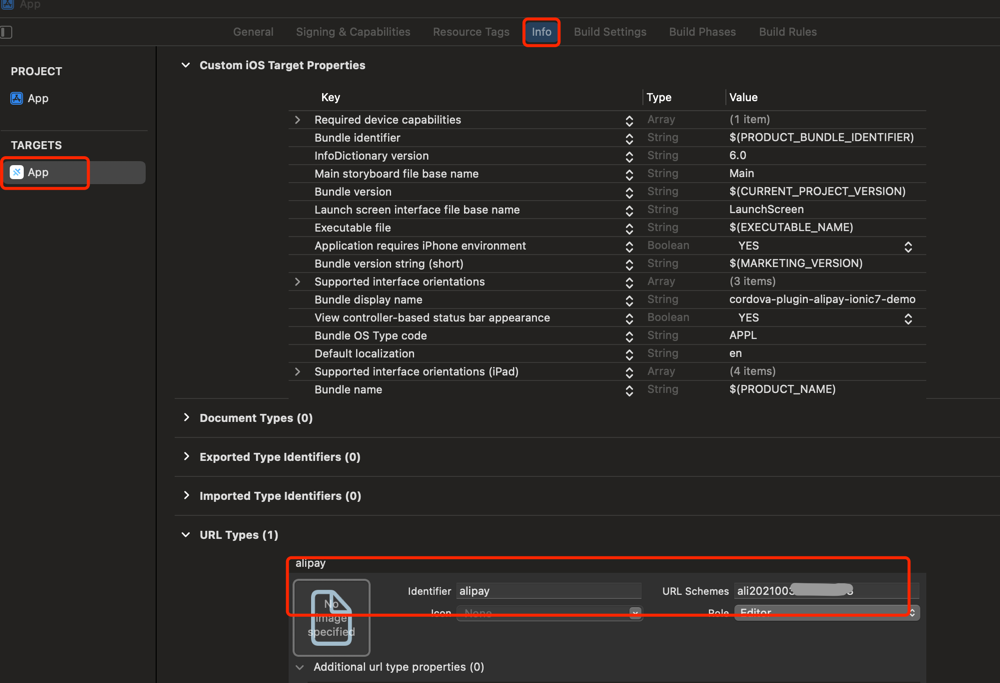 App
General Signing & Capabilities Resource Tags Info Build Settings Build Phases Build Rules
PROJECT
App
TARGETS
App
Custom iOS Target Properties
Key Type Value
Required device capabilities Array (1 item)
Bundle identifier String $(PRODUCT_BUNDLE_IDENTIFIER)
InfoDictionary version String 6.0
Main storyboard file base name String Main
Bundle version String $(CURRENT_PROJECT_VERSION)
Launch screen interface file base name String LaunchScreen
Executable file String $(EXECUTABLE_NAME)
Application requires iPhone environment Boolean YES
Bundle version string (short) String $(MARKETING_VERSION)
Supported interface orientations Array (3 items)
Bundle display name String cordova-plugin-alipay-ionic7-demo
View controller-based status bar appearance Boolean YES
Bundle OS Type code String APPL
Default localization String en
Supported interface orientations (iPad) Array (4 items)
Bundle name String $(PRODUCT_NAME)
Document Types (0)
Exported Type Identifiers (0)
Imported Type Identifiers (0)
URL Types (1)
alipay
Identifier alipay URL Schemes ali202100
Icon None Role Editor
No
image
specified
Additional url type properties (0)